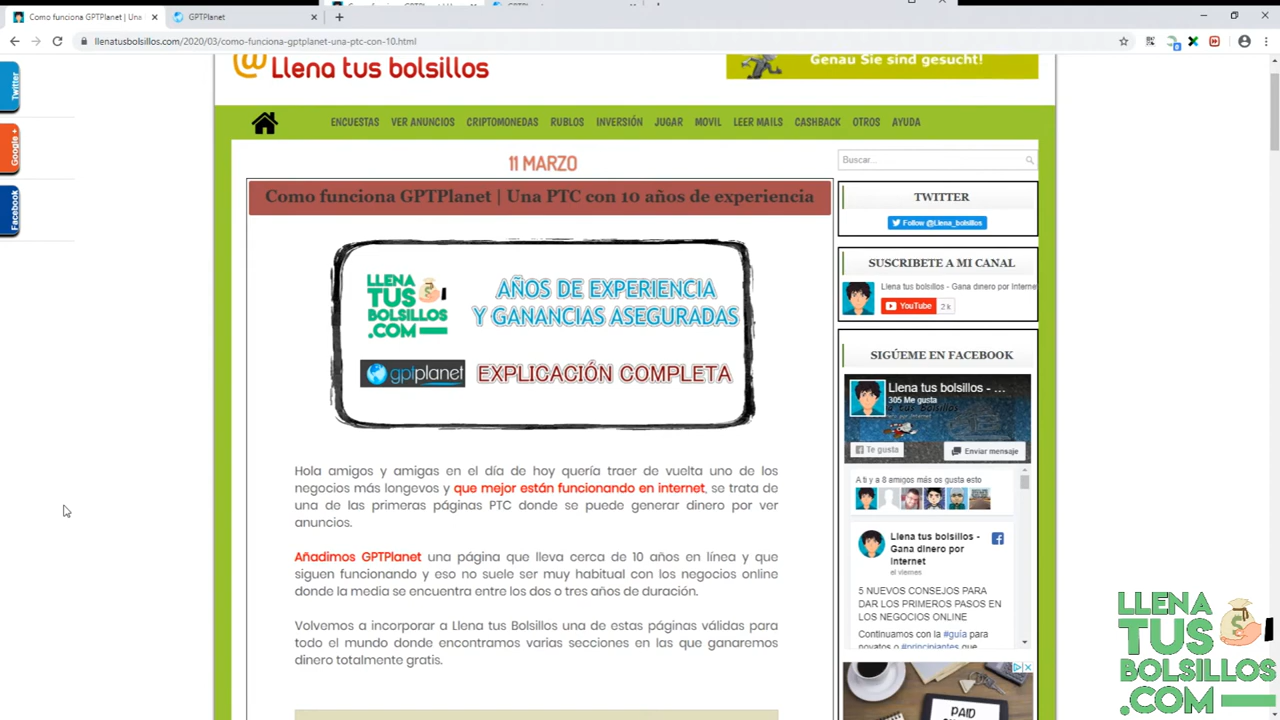 Como funciona GPTPlanet | Una
GPTPlanet
llenatusbolsillos.com/2020/03/como-funciona-gptplanet-una-ptc-con-10.html
Twitter
Google +
Facebook
@Llena tus bolsillos
Genau Sie sind gesucht!
ENCUESTAS VER ANUNCIOS CRIPTOMONEDAS RUBLOS INVERSIÓN JUGAR MOVIL LEER MAILS CASHBACK OTROS AYUDA
11 MARZO
Como funciona GPTPlanet | Una PTC con 10 años de experiencia
LLENA
TUS
BOLSILLOS
.COM
AÑOS DE EXPERIENCIA
Y GANANCIAS ASEGURADAS
gptplanet
EXPLICACIÓN COMPLETA
Hola amigos y amigas en el día de hoy quería traer de vuelta uno de los
negocios más longevos y que mejor están funcionando en internet, se trata de
una de las primeras páginas PTC donde se puede generar dinero por ver
anuncios.
Añadimos GPTPlanet una página que lleva cerca de 10 años en línea y que
siguen funcionando y eso no suele ser muy habitual con los negocios online
donde la media se encuentra entre los dos o tres años de duración.
Volvemos a incorporar a Llena tus Bolsillos una de estas páginas válidas para
todo el mundo donde encontramos varias secciones en las que ganaremos
dinero totalmente gratis.
Buscar...
TWITTER
Follow @Llena_bolsillos
SUSCRIBETE A MI CANAL
Llena tus bolsillos - Gana dinero por Interne
YouTube 2 k
SIGÚEME EN FACEBOOK
Llena tus bolsillos - ...
305 Me gusta
Te gusta
Enviar mensaje
A ti y a 8 amigos más os gusta esto
Llena tus bolsillos -
Gana dinero por
Internet
el viernes
5 NUEVOS CONSEJOS PARA
DAR LOS PRIMEROS PASOS EN
LOS NEGOCIOS ONLINE
Continuamos con la #guía para
novatos o #principiantes que
PAID
LLENA
TUS
BOLSILLOS
.COM